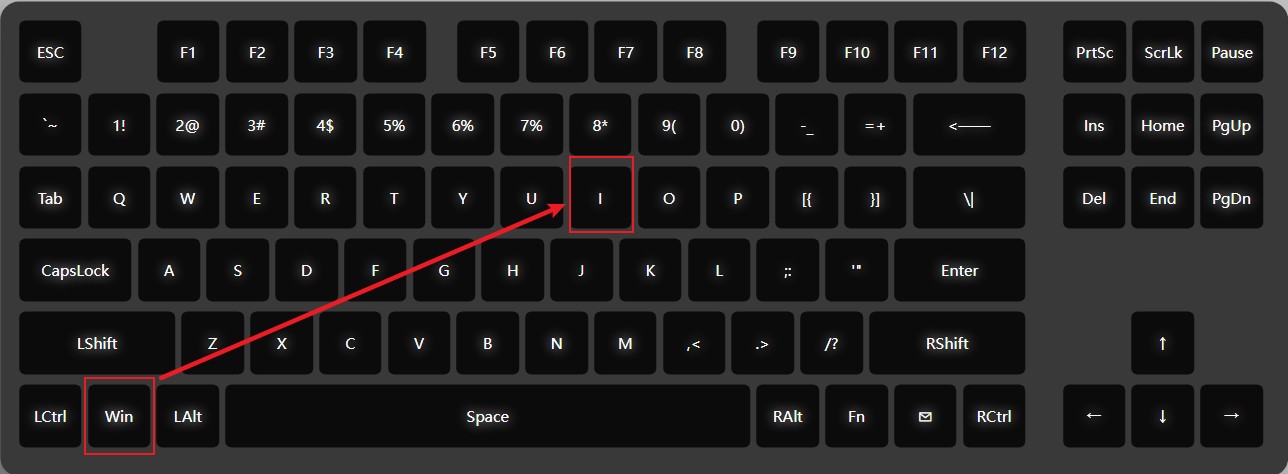 ESC F1 F2 F3 F4 F5 F6 F7 F8 F9 F10 F11 F12 PrtSc ScrLk Pause
`~ 1! 2@ 3# 4$ 5% 6% 7% 8* 9( 0) -_ =+ <—— Ins Home PgUp
Tab Q W E R T Y U I O P [{ }] \| Del End PgDn
CapsLock A S D F G H J K L ;: '" Enter
LShift Z X C V B N M ,< .> /? RShift ↑
LCtrl Win LAlt Space RAlt Fn RCtrl ← ↓ →